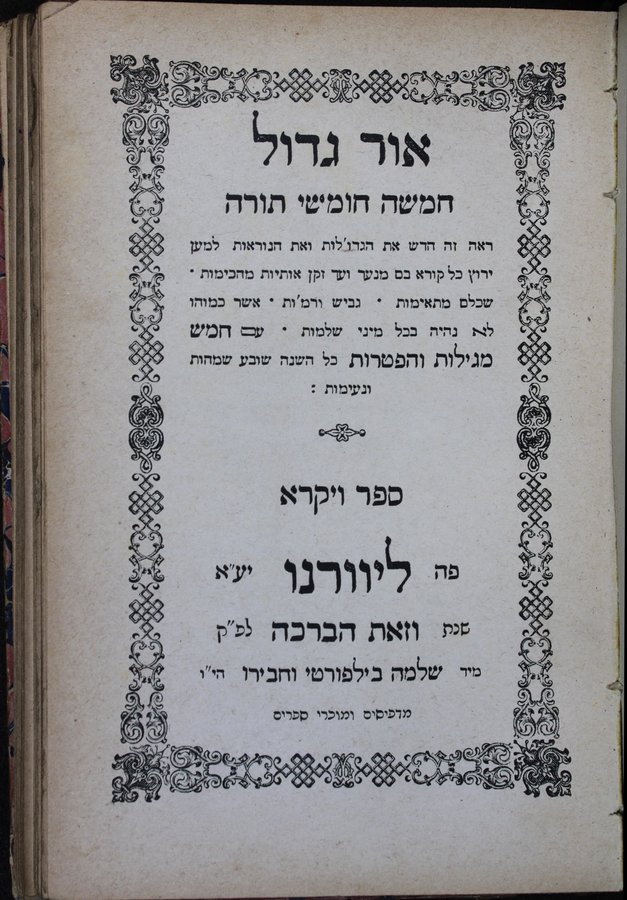 אור גדול
חמשה חומשי תורה
ראה זה חדש את הגדו'לות ואת הנוראות למען
ירוץ כל קורא בם מנער ועד זקן אותיות מחכימות •
שכלם מתאימות • גביש ורמ'ות • אשר כמוהו
לא נהיה בכל מיני שלמות • עם חמש
מגילות והפטרות כל השנה שובע שמחות
ונעימות :
ספר ויקרא
פה ליוורנו יע״א
שנת וזאת הברכה לפ״ק
מיד שלמה בילפורטי וחבירו הי״ו
מדפיסים ומוכרי ספרים